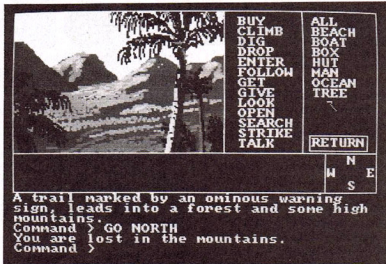 BUY
CLIMB
DIG
DROP
ENTER
FOLLOW
GET
GIVE
LOOK
OPEN
SEARCH
STRIKE
TALK
ALL
BEACH
BOAT
BOX
HUT
MAN
OCEAN
TREE
RETURN
N
W E
S
A trail marked by an ominous warning
sign, leads into a forest and some high
mountains.
Command > GO NORTH
You are lost in the mountains.
Command >